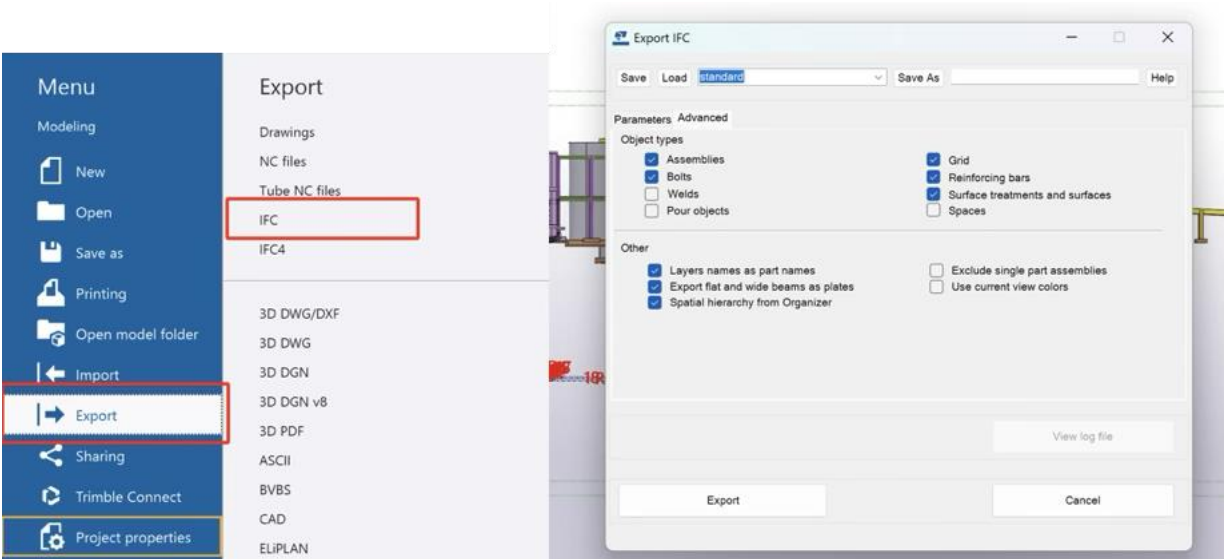 Menu
Modeling
New
Open
Save as
Printing
Open model folder
Import
Export
Sharing
Trimble Connect
Project properties
Export
Drawings
NC files
Tube NC files
IFC
IFC4
3D DWG/DXF
3D DWG
3D DGN
3D DGN v8
3D PDF
ASCII
BVBS
CAD
ELiPLAN
Export IFC
Save Load standard Save As Help
Parameters Advanced
Object types
Assemblies Grid
Bolts Reinforcing bars
Welds Surface treatments and surfaces
Pour objects Spaces
Other
Layers names as part names Exclude single part assemblies
Export flat and wide beams as plates Use current view colors
Spatial hierarchy from Organizer
View log file
Export Cancel